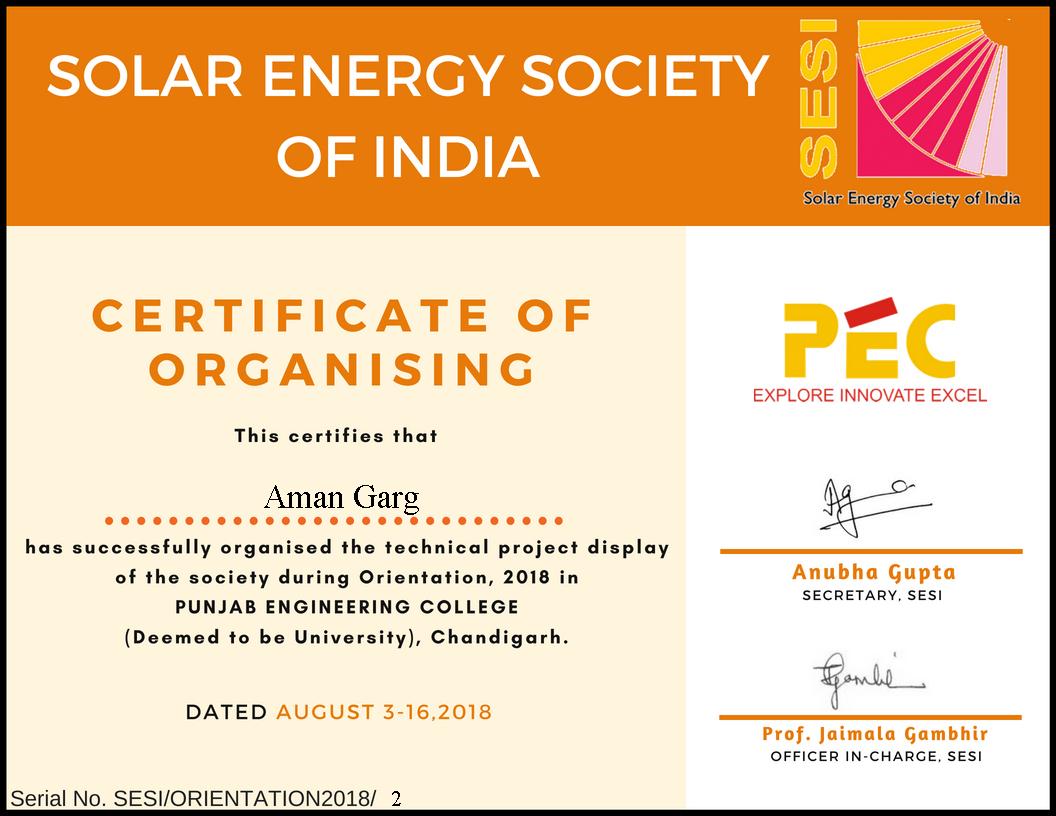 SOLAR ENERGY SOCIETY
OF INDIA
SESI
Solar Energy Society of India
CERTIFICATE OF
ORGANISING
This certifies that
Aman Garg
has successfully organised the technical project display
of the society during Orientation, 2018 in
PUNJAB ENGINEERING COLLEGE
(Deemed to be University), Chandigarh.
DATED AUGUST 3-16,2018
Serial No. SESI/ORIENTATION2018/ 2
PEC
EXPLORE INNOVATE EXCEL
Anubha Gupta
SECRETARY, SESI
Prof. Jaimala Gambhir
OFFICER IN-CHARGE, SESI